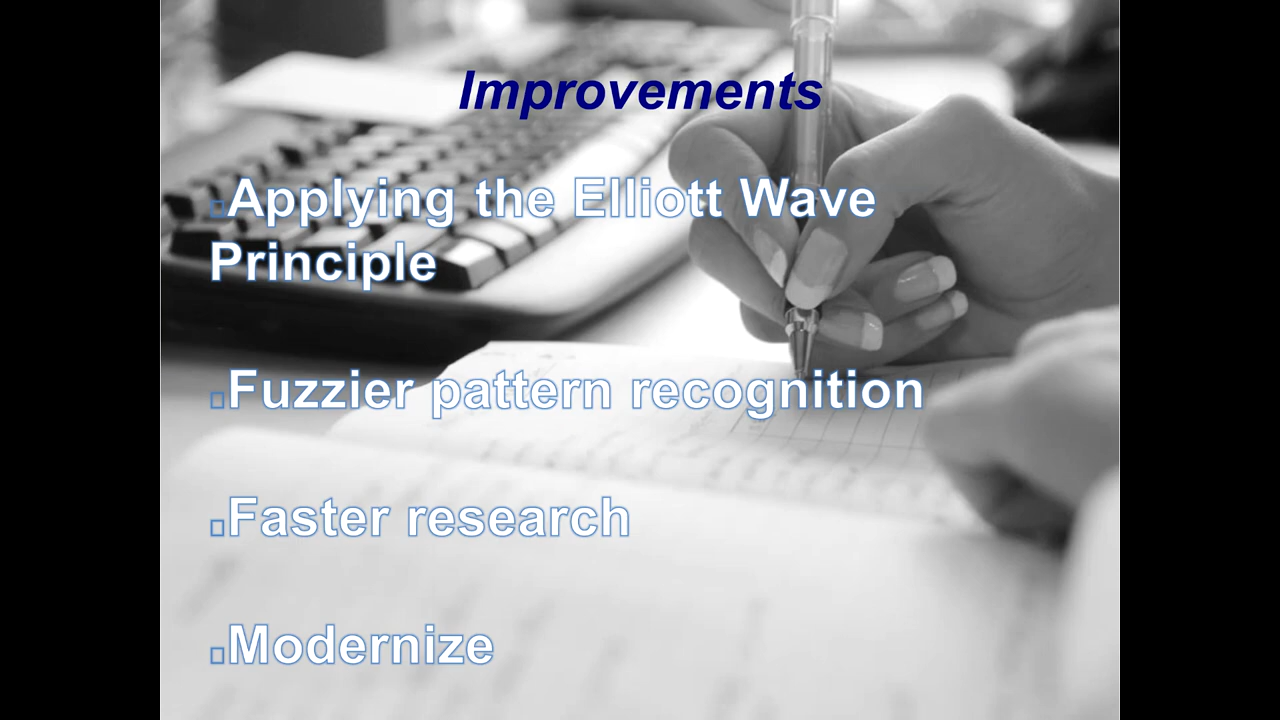 Improvements
Applying the Elliott Wave
Principle
Fuzzier pattern recognition
Faster research
Modernize